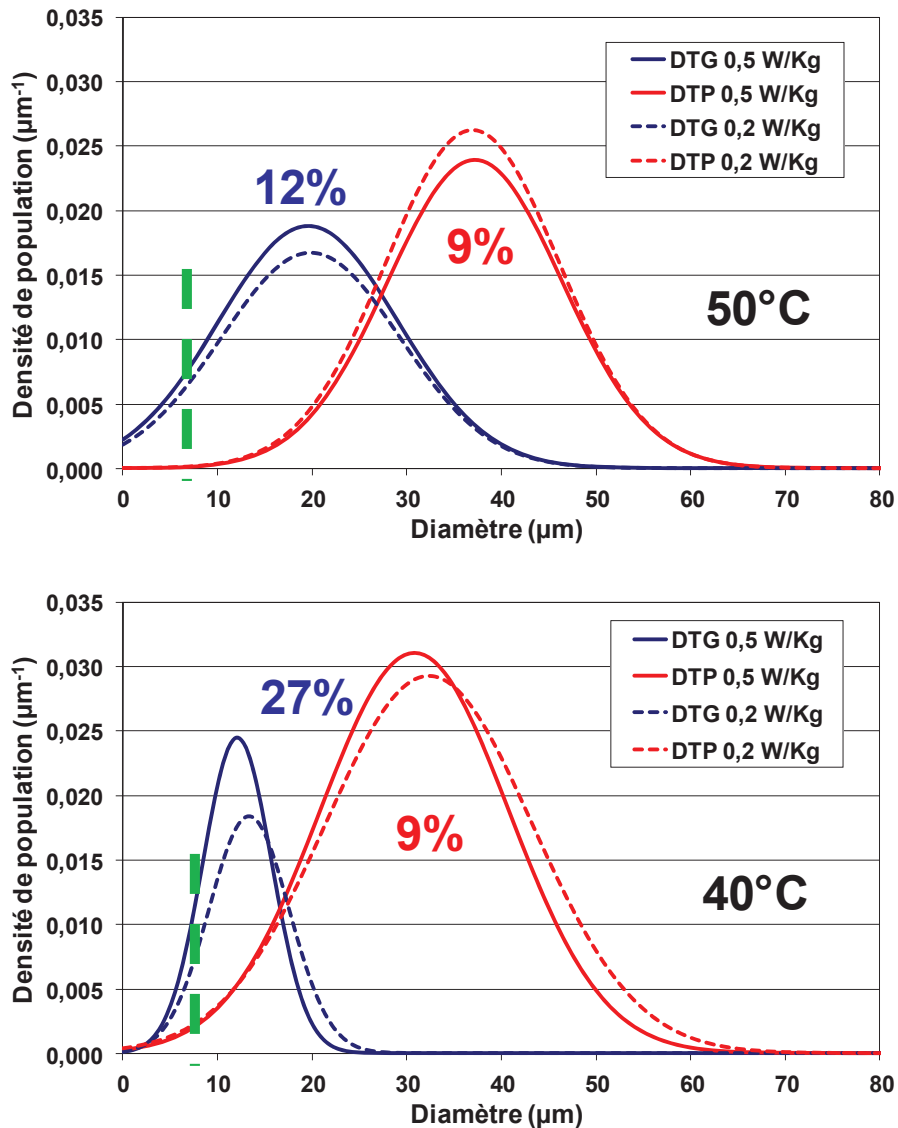 0,035
0,030
0,025
0,020
0,015
0,010
0,005
0,000
Densité de population (µm⁻¹)
DTG 0,5 W/Kg
DTP 0,5 W/Kg
DTG 0,2 W/Kg
DTP 0,2 W/Kg
12%
9%
50°C
0 10 20 30 40 50 60 70 80
Diamètre (µm)
0,035
0,030
0,025
0,020
0,015
0,010
0,005
0,000
Densité de population (µm⁻¹)
DTG 0,5 W/Kg
DTP 0,5 W/Kg
DTG 0,2 W/Kg
DTP 0,2 W/Kg
27%
9%
40°C
0 10 20 30 40 50 60 70 80
Diamètre (µm)